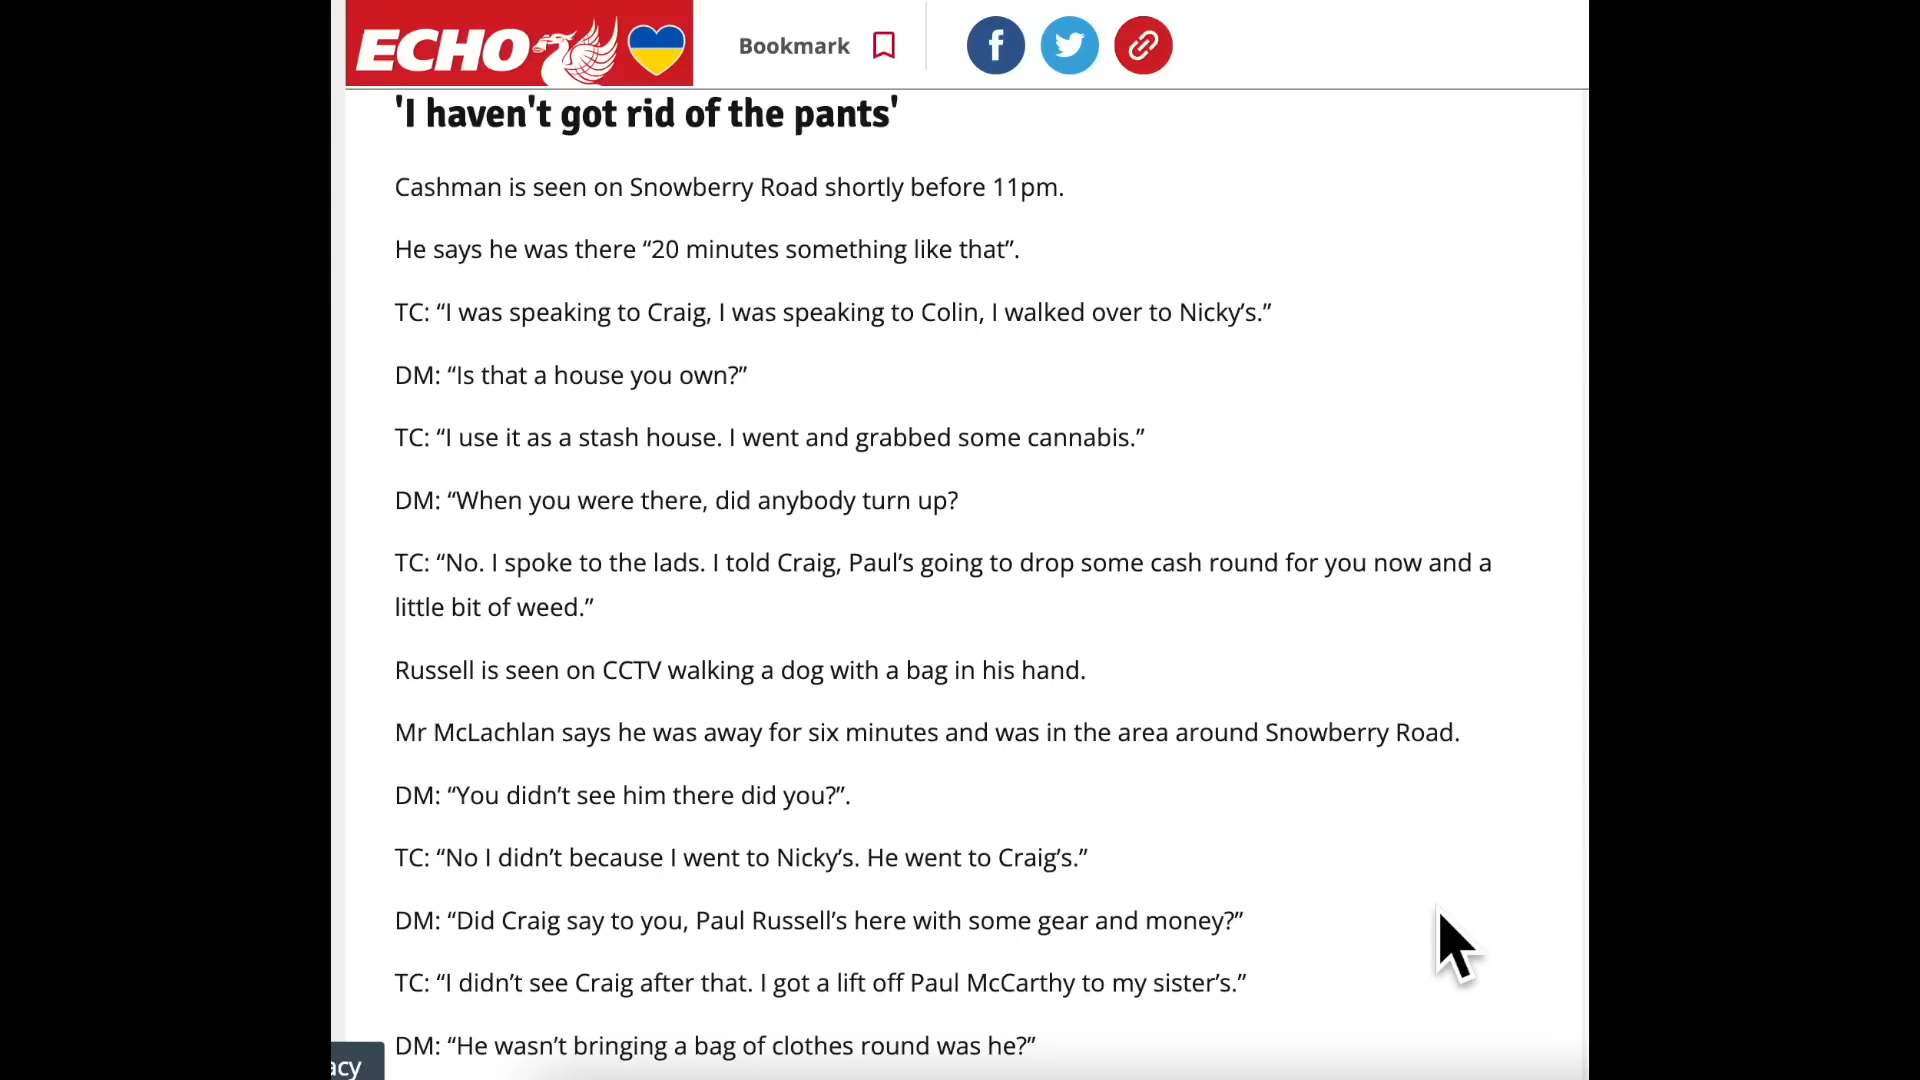 ECHO
Bookmark
'I haven't got rid of the pants'
Cashman is seen on Snowberry Road shortly before 11pm.
He says he was there “20 minutes something like that”.
TC: “I was speaking to Craig, I was speaking to Colin, I walked over to Nicky’s.”
DM: “Is that a house you own?”
TC: “I use it as a stash house. I went and grabbed some cannabis.”
DM: “When you were there, did anybody turn up?
TC: “No. I spoke to the lads. I told Craig, Paul’s going to drop some cash round for you now and a
little bit of weed.”
Russell is seen on CCTV walking a dog with a bag in his hand.
Mr McLachlan says he was away for six minutes and was in the area around Snowberry Road.
DM: “You didn’t see him there did you?”.
TC: “No I didn’t because I went to Nicky’s. He went to Craig’s.”
DM: “Did Craig say to you, Paul Russell’s here with some gear and money?”
TC: “I didn’t see Craig after that. I got a lift off Paul McCarthy to my sister’s.”
DM: “He wasn’t bringing a bag of clothes round was he?”
acy